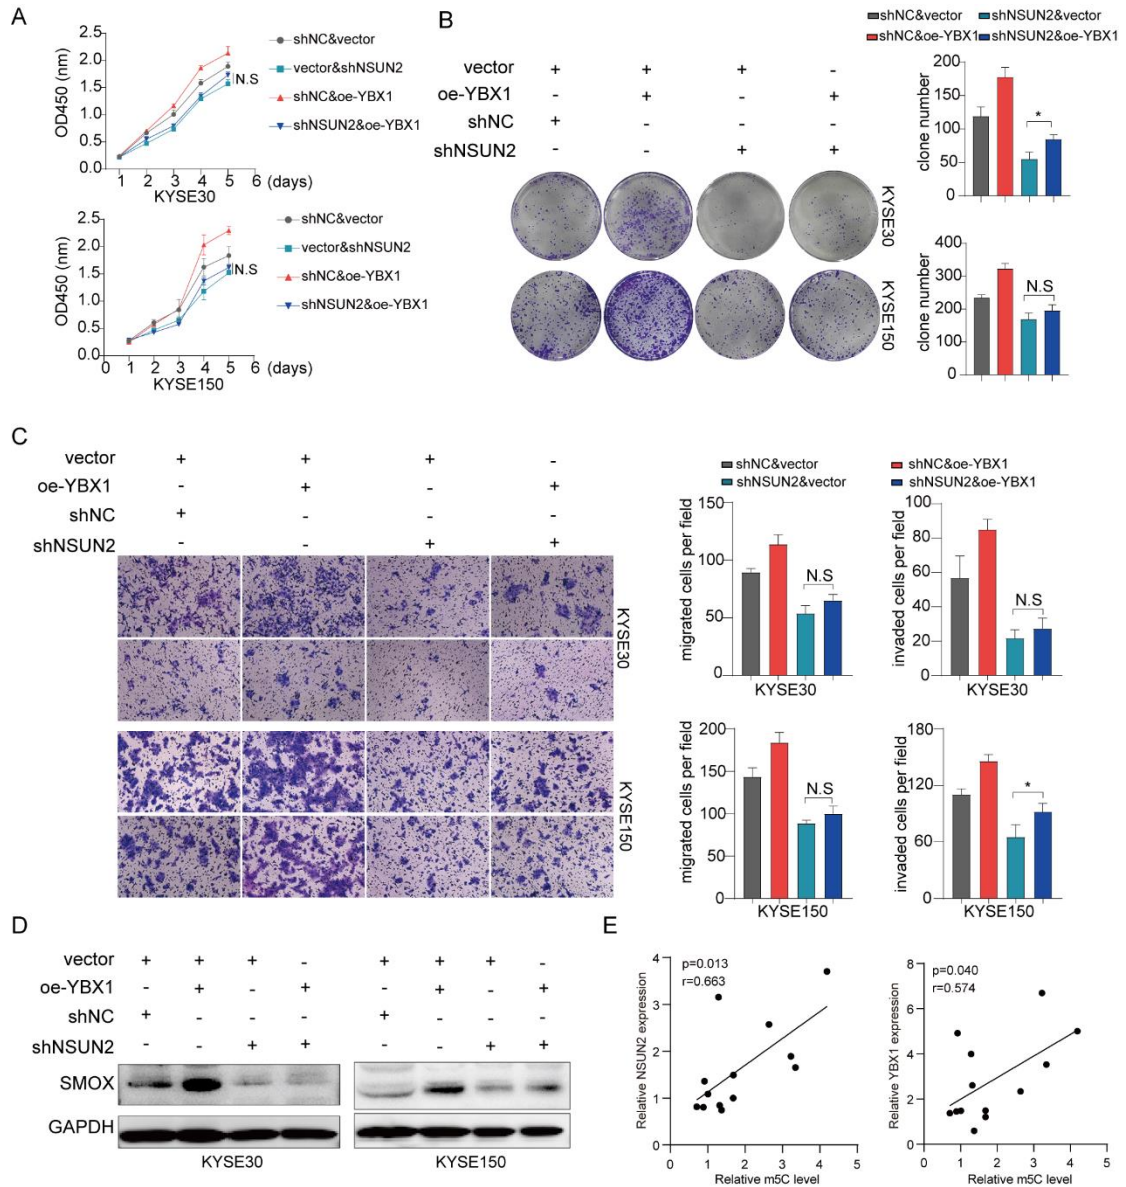 A
2.5
2.0
1.5
1.0
0.5
0.0
OD450 (nm)
1 2 3 4 5 6 (days)
KYSE30
shNC&vector
vector&shNSUN2
shNC&oe-YBX1
shNSUN2&oe-YBX1
N.S
2.5
2.0
1.5
1.0
0.5
0.0
OD450 (nm)
1 2 3 4 5 6 (days)
KYSE150
shNC&vector
vector&shNSUN2
shNC&oe-YBX1
shNSUN2&oe-YBX1
N.S
B
vector + + + -
oe-YBX1 - + - +
shNC + - - -
shNSUN2 - - + +
KYSE30
KYSE150
shNC&vector shNSUN2&vector
shNC&oe-YBX1 shNSUN2&oe-YBX1
200
150
100
50
0
clone number
*
400
300
200
100
0
clone number
N.S
C
vector + + + -
oe-YBX1 - + - +
shNC + - - -
shNSUN2 - - + +
KYSE30
KYSE150
shNC&vector shNC&oe-YBX1
shNSUN2&vector shNSUN2&oe-YBX1
150
100
50
0
migrated cells per field
N.S
KYSE30
100
80
60
40
20
0
invaded cells per field
N.S
KYSE30
200
150
100
50
0
migrated cells per field
N.S
KYSE150
180
120
60
0
invaded cells per field
*
KYSE150
D
vector + + + - + + + -
oe-YBX1 - + - + - + - +
shNC + - - - + - - -
shNSUN2 - - + + - - + +
SMOX
GAPDH
KYSE30 KYSE150
E
p=0.013
r=0.663
4
3
2
1
0
Relative NSUN2 expression
0 1 2 3 4 5
Relative m5C level
p=0.040
r=0.574
8
6
4
2
0
Relative YBX1 expression
0 1 2 3 4 5
Relative m5C level